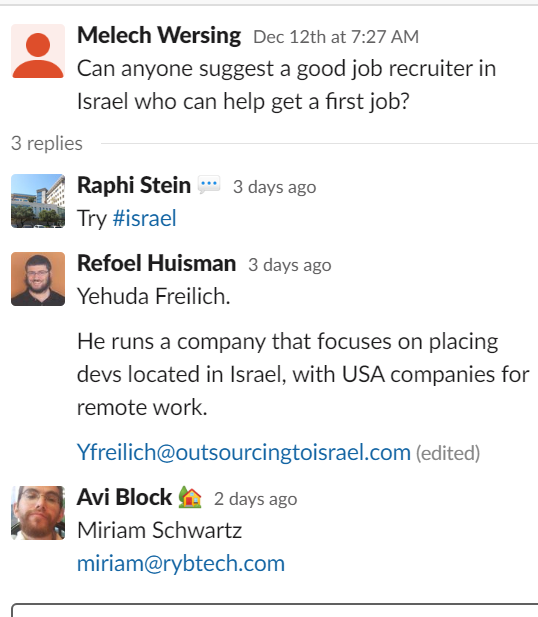 Melech Wersing Dec 12th at 7:27 AM
Can anyone suggest a good job recruiter in
Israel who can help get a first job?
3 replies
Raphi Stein 💬 3 days ago
Try #israel
Refoel Huisman 3 days ago
Yehuda Freilich.
He runs a company that focuses on placing
devs located in Israel, with USA companies for
remote work.
Yfreilich@outsourcingtoisrael.com (edited)
Avi Block 🏡 2 days ago
Miriam Schwartz
miriam@rybtech.com